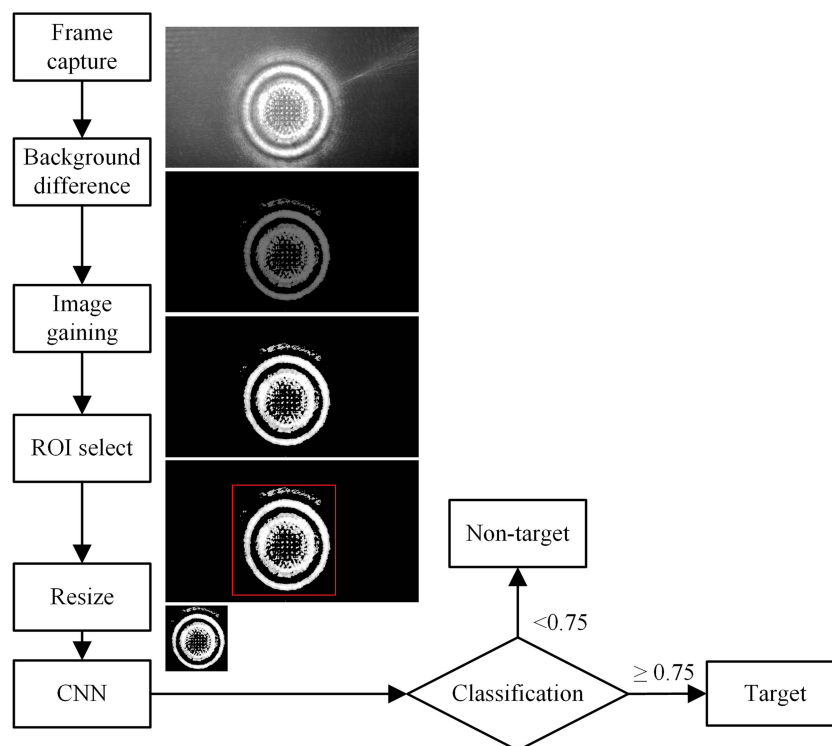 Frame
capture
Background
difference
Image
gaining
ROI select
Resize
CNN
Non-target
<0.75
Classification
≥ 0.75
Target